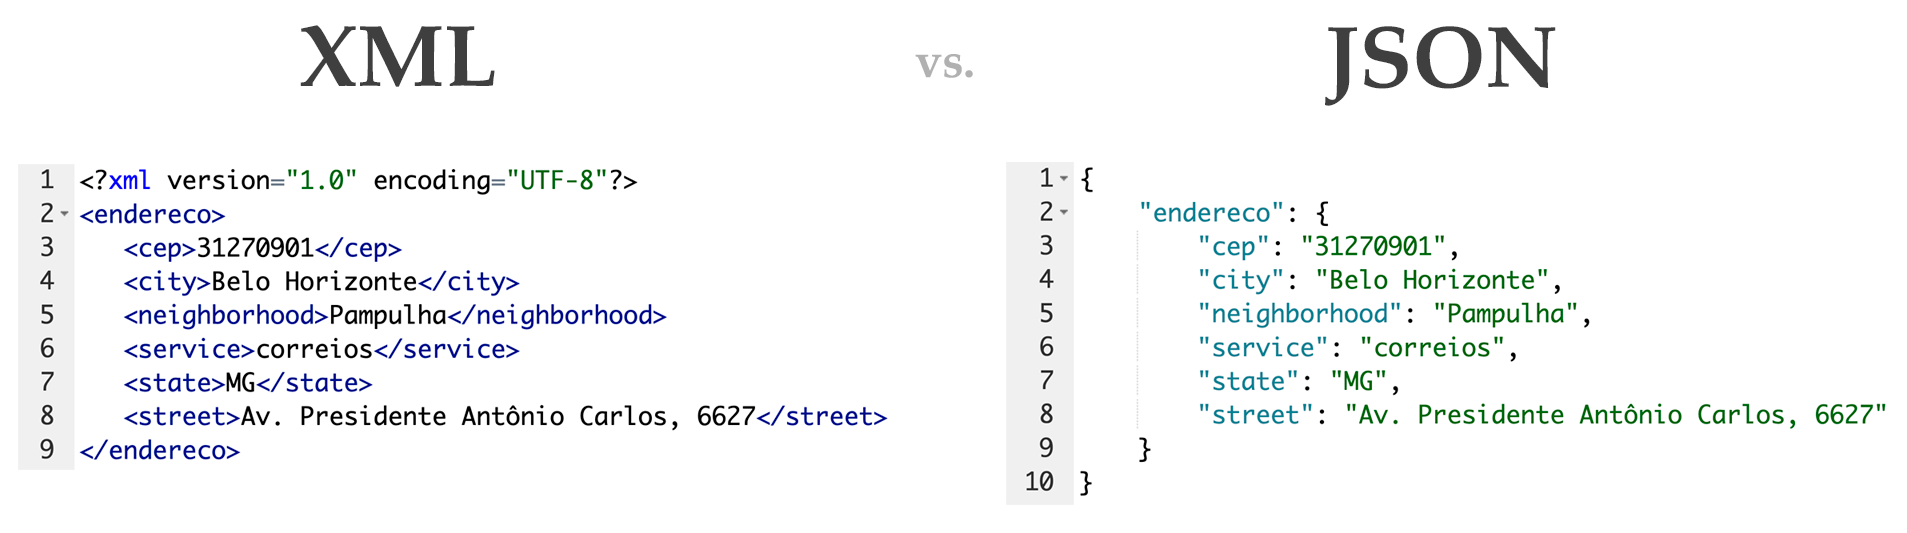 XML vs. JSON
1 <?xml version="1.0" encoding="UTF-8"?>
2 <endereco>
3 <cep>31270901</cep>
4 <city>Belo Horizonte</city>
5 <neighborhood>Pampulha</neighborhood>
6 <service>correios</service>
7 <state>MG</state>
8 <street>Av. Presidente Antônio Carlos, 6627</street>
9 </endereco>
1 {
2 "endereco": {
3 "cep": "31270901",
4 "city": "Belo Horizonte",
5 "neighborhood": "Pampulha",
6 "service": "correios",
7 "state": "MG",
8 "street": "Av. Presidente Antônio Carlos, 6627"
9 }
10 }